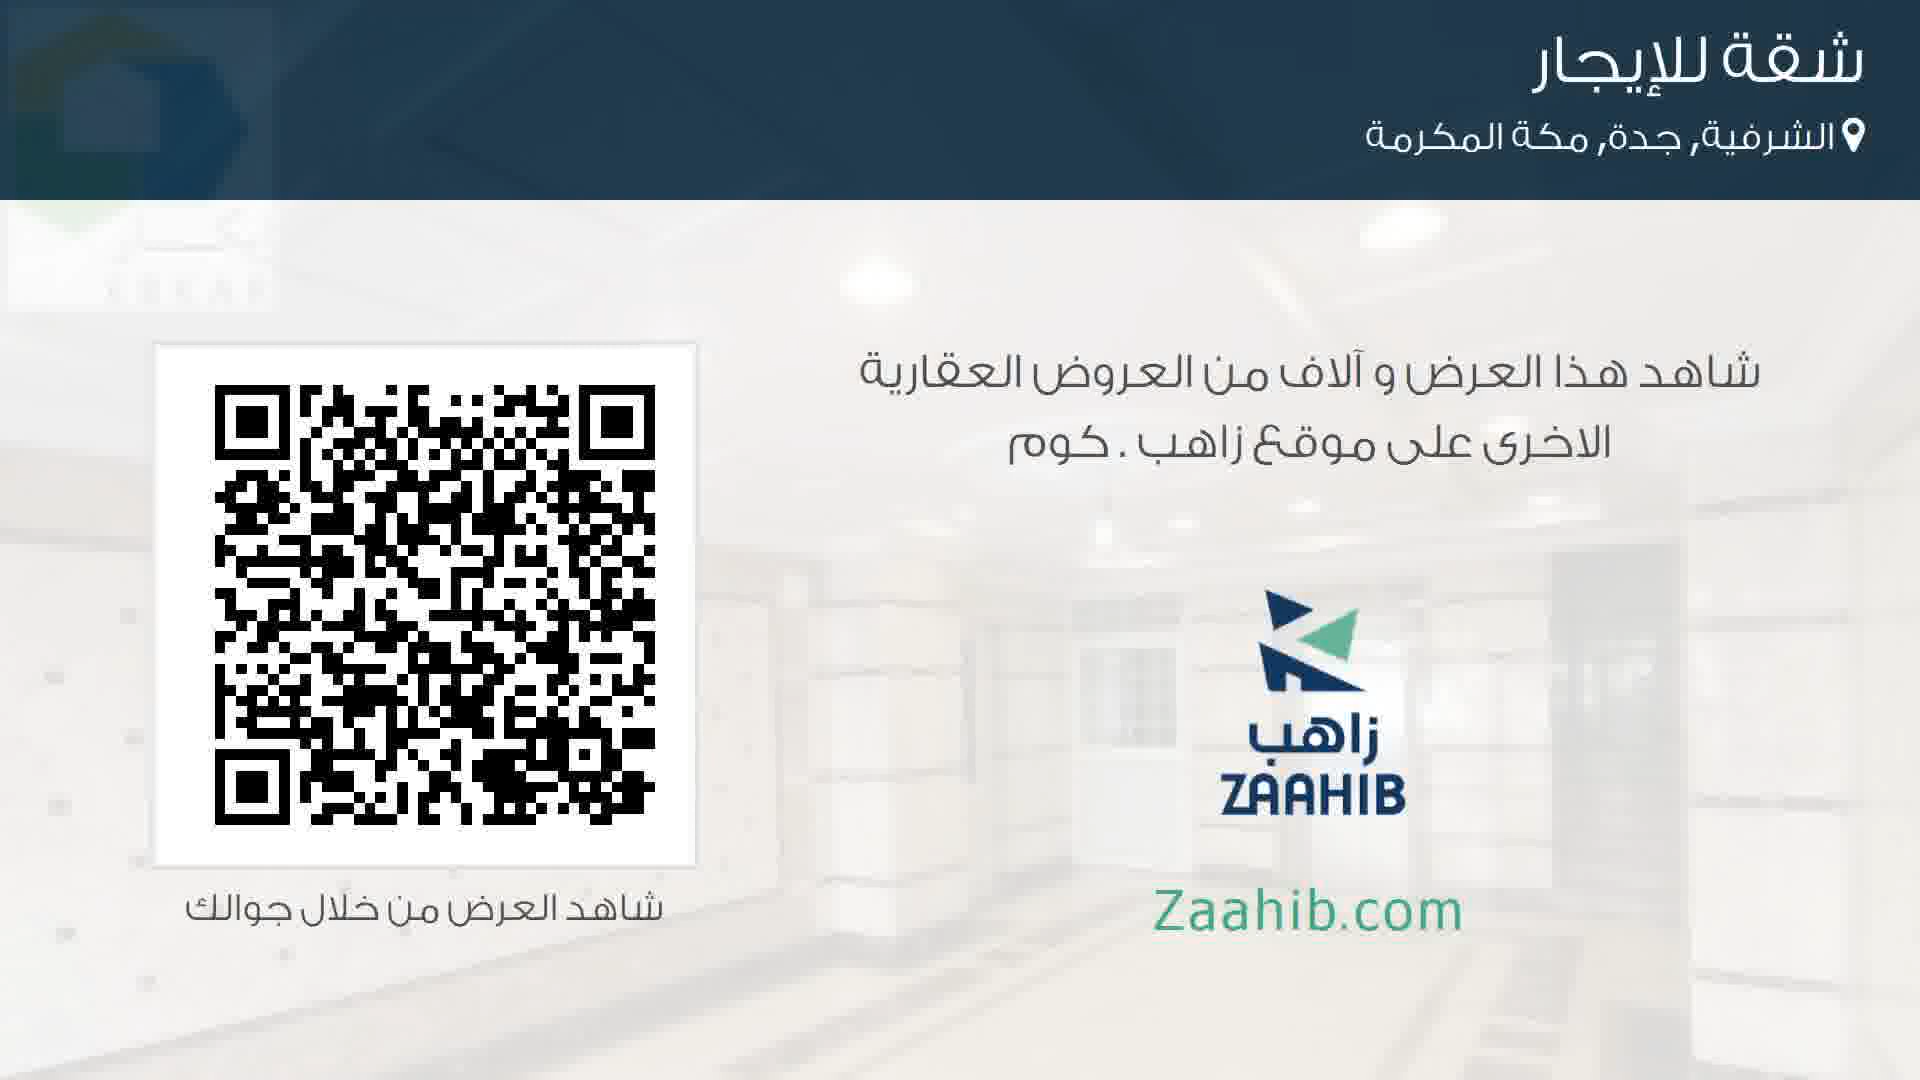 شقة للإيجار
الشرفية, جدة, مكة المكرمة
شاهد هذا العرض و آلاف من العروض العقارية
الاخرى على موقع زاهب . كوم
زاهب
ZAAHIB
Zaahib.com
شاهد العرض من خلال جوالك